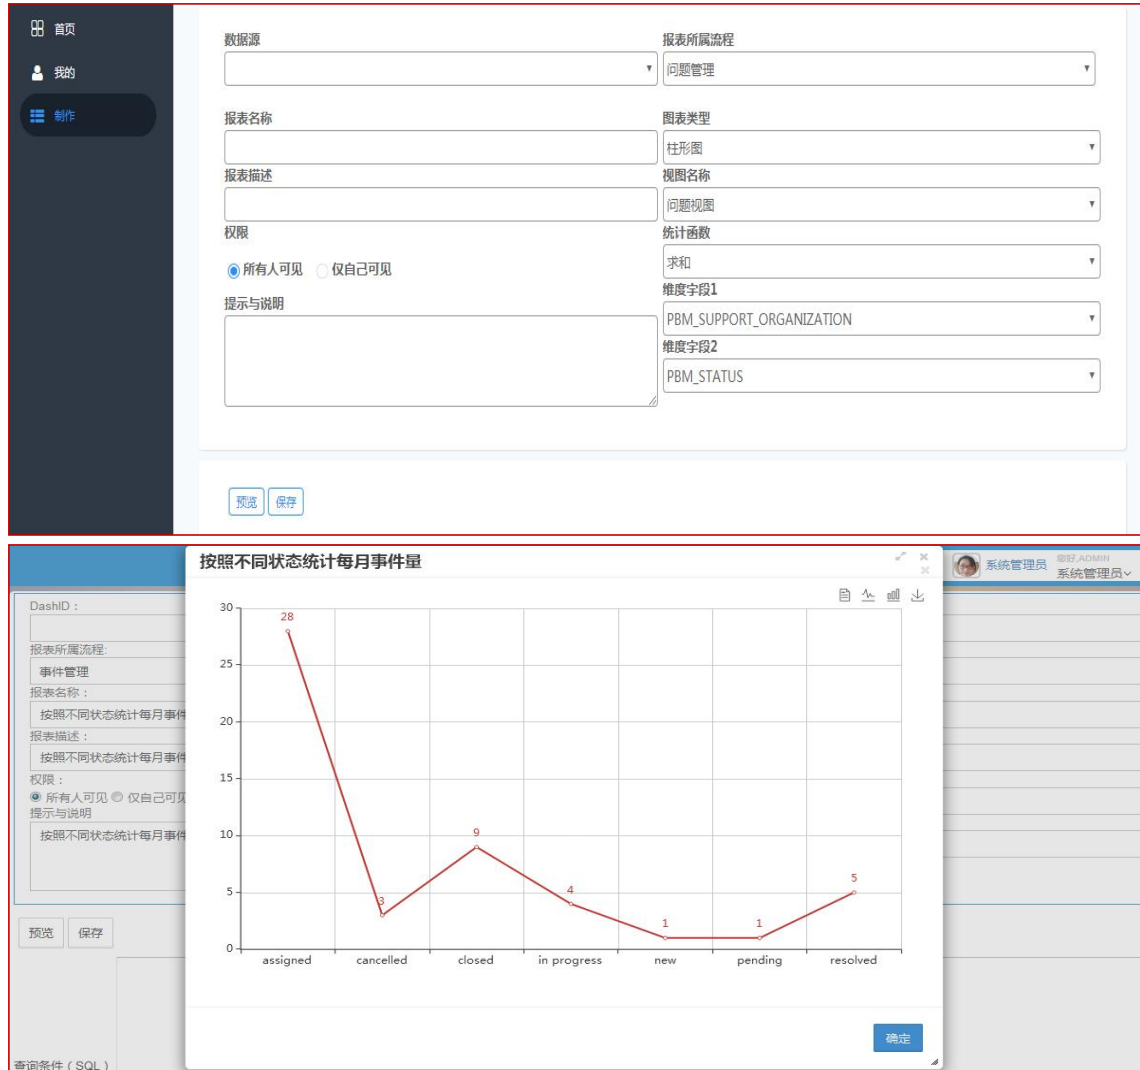 首页
我的
制作
数据源
报表所属流程
问题管理
报表名称
图表类型
柱形图
报表描述
视图名称
问题视图
权限
统计函数
所有人可见 仅自己可见
求和
维度字段1
提示与说明
PBM_SUPPORT_ORGANIZATION
维度字段2
PBM_STATUS
预览 保存
按照不同状态统计每月事件量
系统管理员
您好,ADMIN
系统管理员
DashID：
报表所属流程:
事件管理
报表名称：
按照不同状态统计每月事件
报表描述：
按照不同状态统计每月事件
权限：
所有人可见 仅自己可见
提示与说明
按照不同状态统计每月事件
预览 保存
查询条件（SQL）
30
25
20
15
10
5
0
28
3
9
4
1
1
5
assigned cancelled closed in progress new pending resolved
确定